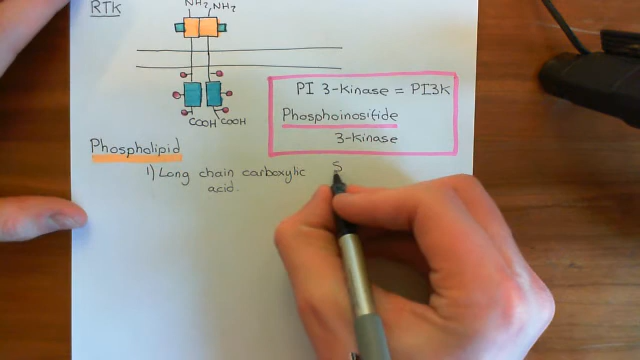 RTK
NH₂ NH₂
PI 3-kinase = PI3K
Phosphoinositide
3-kinase
COOH COOH
Phospholipid
1) Long chain carboxylic
acid.
S